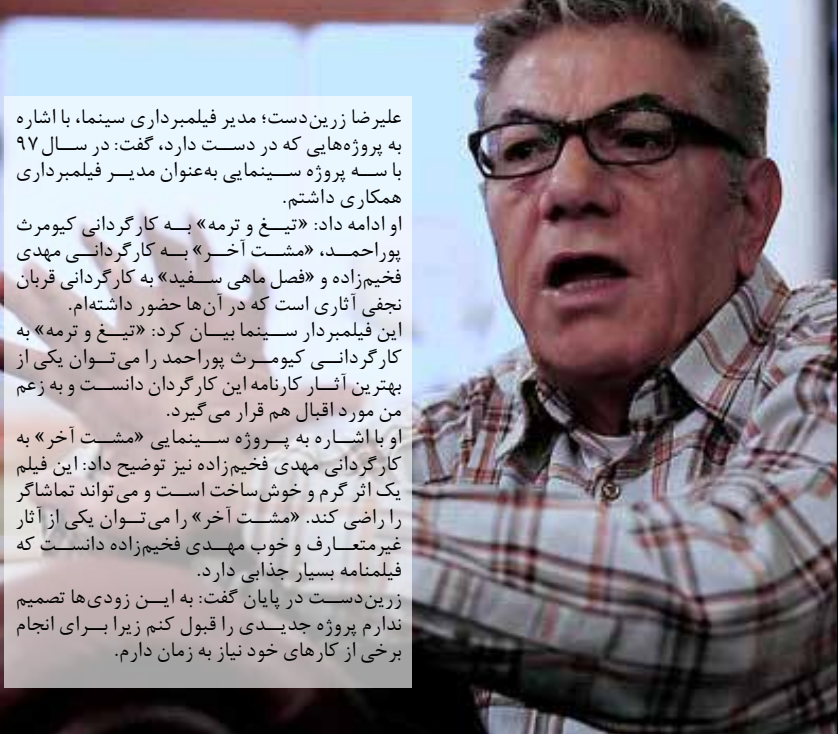 علیرضا زرین‌دست؛ مدیر فیلمبرداری سینما، با اشاره
به پروژه‌هایی که در دست دارد، گفت: در سال ۹۷
با سه پروژه سینمایی به‌عنوان مدیر فیلمبرداری
همکاری داشتم.
او ادامه داد: «تیغ و ترمه» به کارگردانی کیومرث
پوراحمد، «مشت آخر» به کارگردانی مهدی
فخیم‌زاده و «فصل ماهی سفید» به کارگردانی قربان
نجفی آثاری است که در آن‌ها حضور داشته‌ام.
این فیلمبردار سینما بیان کرد: «تیغ و ترمه» به
کارگردانی کیومرث پوراحمد را می‌توان یکی از
بهترین آثار کارنامه این کارگردان دانست و به زعم
من مورد اقبال هم قرار می‌گیرد.
او با اشاره به پروژه سینمایی «مشت آخر» به
کارگردانی مهدی فخیم‌زاده نیز توضیح داد: این فیلم
یک اثر گرم و خوش‌ساخت است و می‌تواند تماشاگر
را راضی کند. «مشت آخر» را می‌توان یکی از آثار
غیرمتعارف و خوب مهدی فخیم‌زاده دانست که
فیلمنامه بسیار جذابی دارد.
زرین‌دست در پایان گفت: به این زودی‌ها تصمیم
ندارم پروژه جدیدی را قبول کنم زیرا برای انجام
برخی از کارهای خود نیاز به زمان دارم.